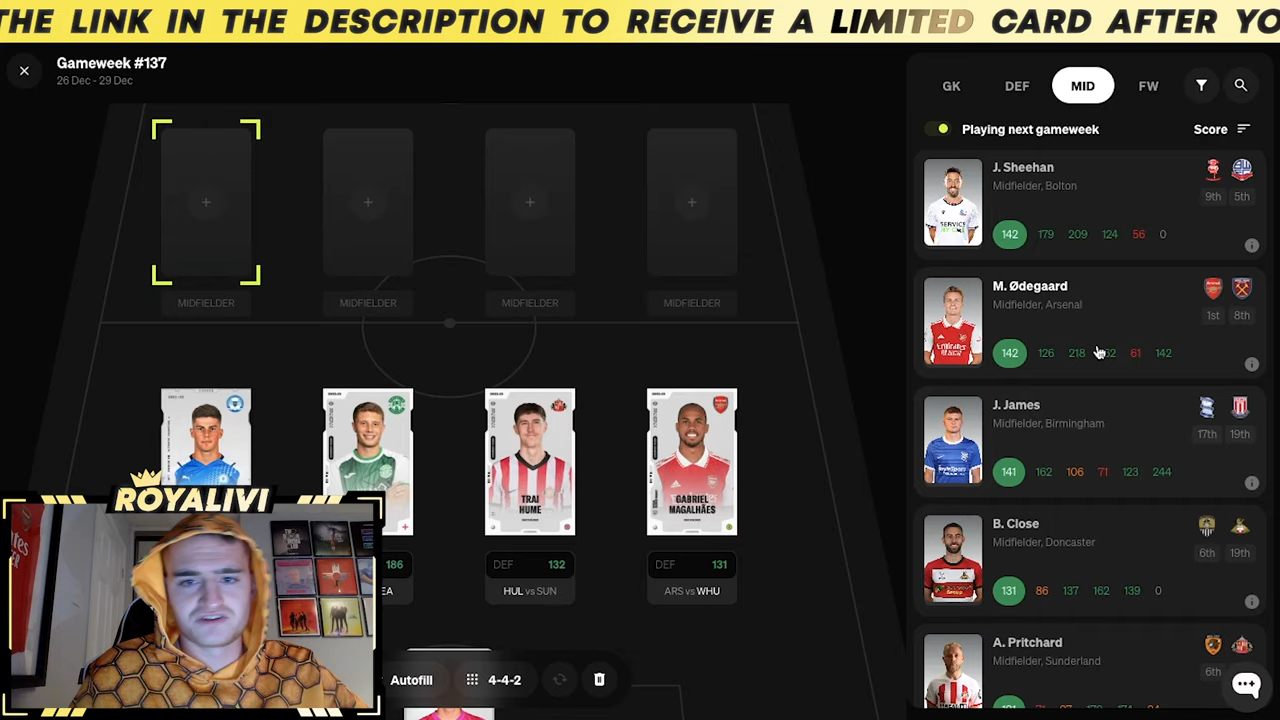 THE LINK IN THE DESCRIPTION TO RECEIVE A LIMITED CARD AFTER YO
Gameweek #137
26 Dec - 29 Dec
GK DEF MID FW
Playing next gameweek Score
MIDFIELDER MIDFIELDER MIDFIELDER MIDFIELDER
J. Sheehan
Midfielder, Bolton
9th 5th
142 179 209 124 56 0
M. Ødegaard
Midfielder, Arsenal
1st 8th
142 126 218 61 142
J. James
Midfielder, Birmingham
17th 19th
141 162 106 71 123 244
B. Close
Midfielder, Doncaster
6th 19th
131 86 137 162 139 0
A. Pritchard
Midfielder, Sunderland
6th
TRAI
HUME
GABRIEL
MAGALHÃES
186
DEF 132
DEF 131
HUL vs SUN
ARS vs WHU
ROYALIVI
Autofill
4-4-2